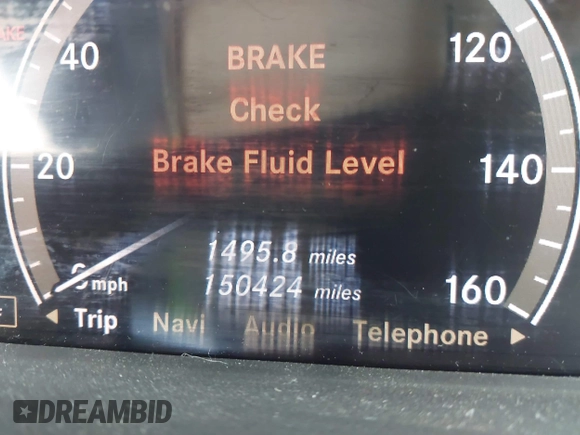 40
BRAKE
120
Check
20
Brake Fluid Level
140
1495.8 miles
mph
150424 miles
160
Trip Navi Audio Telephone
DREAMBID